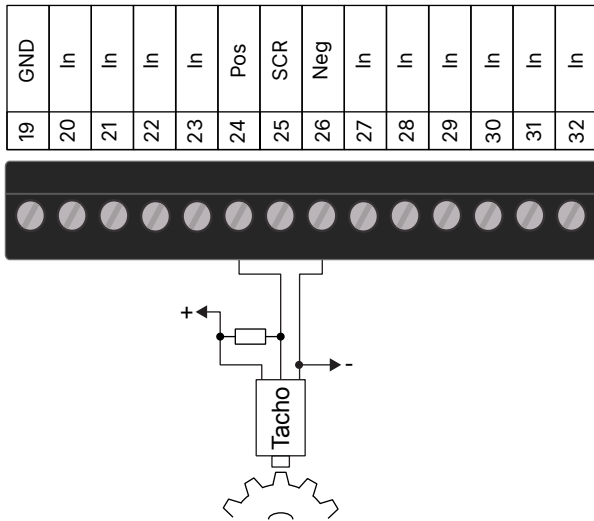 GND In In In In Pos SCR Neg In In In In In In
19 20 21 22 23 24 25 26 27 28 29 30 31 32
+
-
Tacho